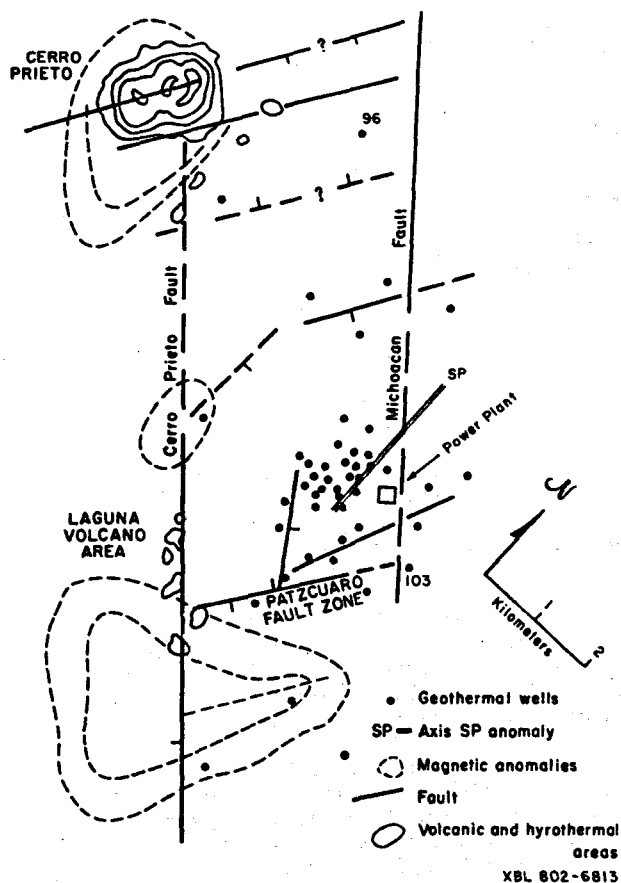 CERRO
PRIETO
?
96
?
Cerro Prieto Fault
Michoacan Fault
SP
Power Plant
N
LAGUNA
VOLCANO
AREA
PATZCUARO
FAULT ZONE
103
Kilometers
1
2
Geothermal wells
SP Axis SP anomaly
Magnetic anomalies
Fault
Volcanic and hyrothermal
areas
XBL 802-6813